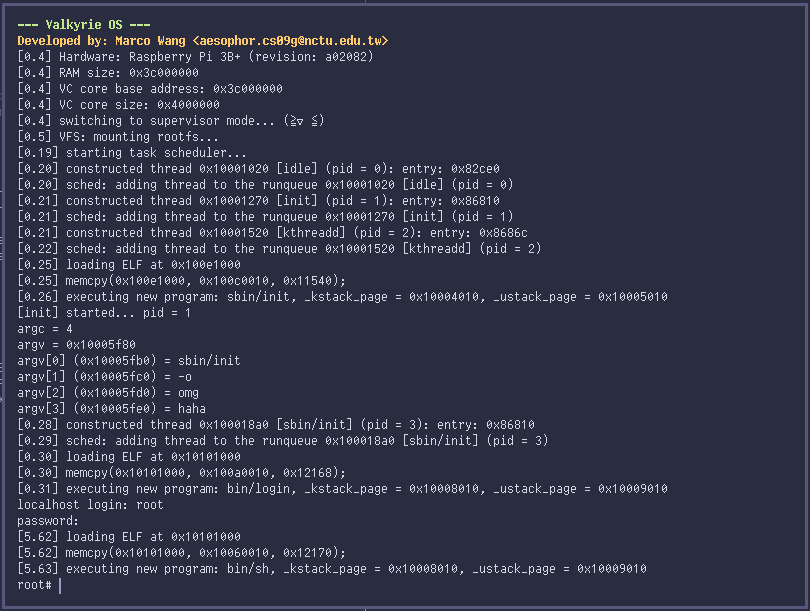 --- Valkyrie OS ---
Developed by: Marco Wang <aesophor.cs09g@nctu.edu.tw>
[0.4] Hardware: Raspberry Pi 3B+ (revision: a02082)
[0.4] RAM size: 0x3c000000
[0.4] VC core base address: 0x3c000000
[0.4] VC core size: 0x4000000
[0.4] switching to supervisor mode... (≧▽ ≦)
[0.5] VFS: mounting rootfs...
[0.19] starting task scheduler...
[0.20] constructed thread 0x10001020 [idle] (pid = 0): entry: 0x82ce0
[0.20] sched: adding thread to the runqueue 0x10001020 [idle] (pid = 0)
[0.21] constructed thread 0x10001270 [init] (pid = 1): entry: 0x86810
[0.21] sched: adding thread to the runqueue 0x10001270 [init] (pid = 1)
[0.21] constructed thread 0x10001520 [kthreadd] (pid = 2): entry: 0x8686c
[0.22] sched: adding thread to the runqueue 0x10001520 [kthreadd] (pid = 2)
[0.25] loading ELF at 0x100e1000
[0.25] memcpy(0x100e1000, 0x100c0010, 0x11540);
[0.26] executing new program: sbin/init, _kstack_page = 0x10004010, _ustack_page = 0x10005010
[init] started... pid = 1
argc = 4
argv = 0x10005f80
argv[0] (0x10005fb0) = sbin/init
argv[1] (0x10005fc0) = -o
argv[2] (0x10005fd0) = omg
argv[3] (0x10005fe0) = haha
[0.28] constructed thread 0x100018a0 [sbin/init] (pid = 3): entry: 0x86810
[0.29] sched: adding thread to the runqueue 0x100018a0 [sbin/init] (pid = 3)
[0.30] loading ELF at 0x10101000
[0.30] memcpy(0x10101000, 0x100a0010, 0x12168);
[0.31] executing new program: bin/login, _kstack_page = 0x10008010, _ustack_page = 0x10009010
localhost login: root
password:
[5.62] loading ELF at 0x10101000
[5.62] memcpy(0x10101000, 0x10060010, 0x12170);
[5.63] executing new program: bin/sh, _kstack_page = 0x10008010, _ustack_page = 0x10009010
root#